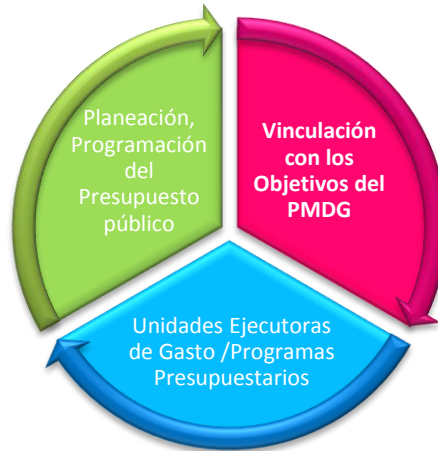 Planeación,
Programación
del
Presupuesto
público
Vinculación
con los
Objetivos del
PMDG
Unidades Ejecutoras
de Gasto /Programas
Presupuestarios